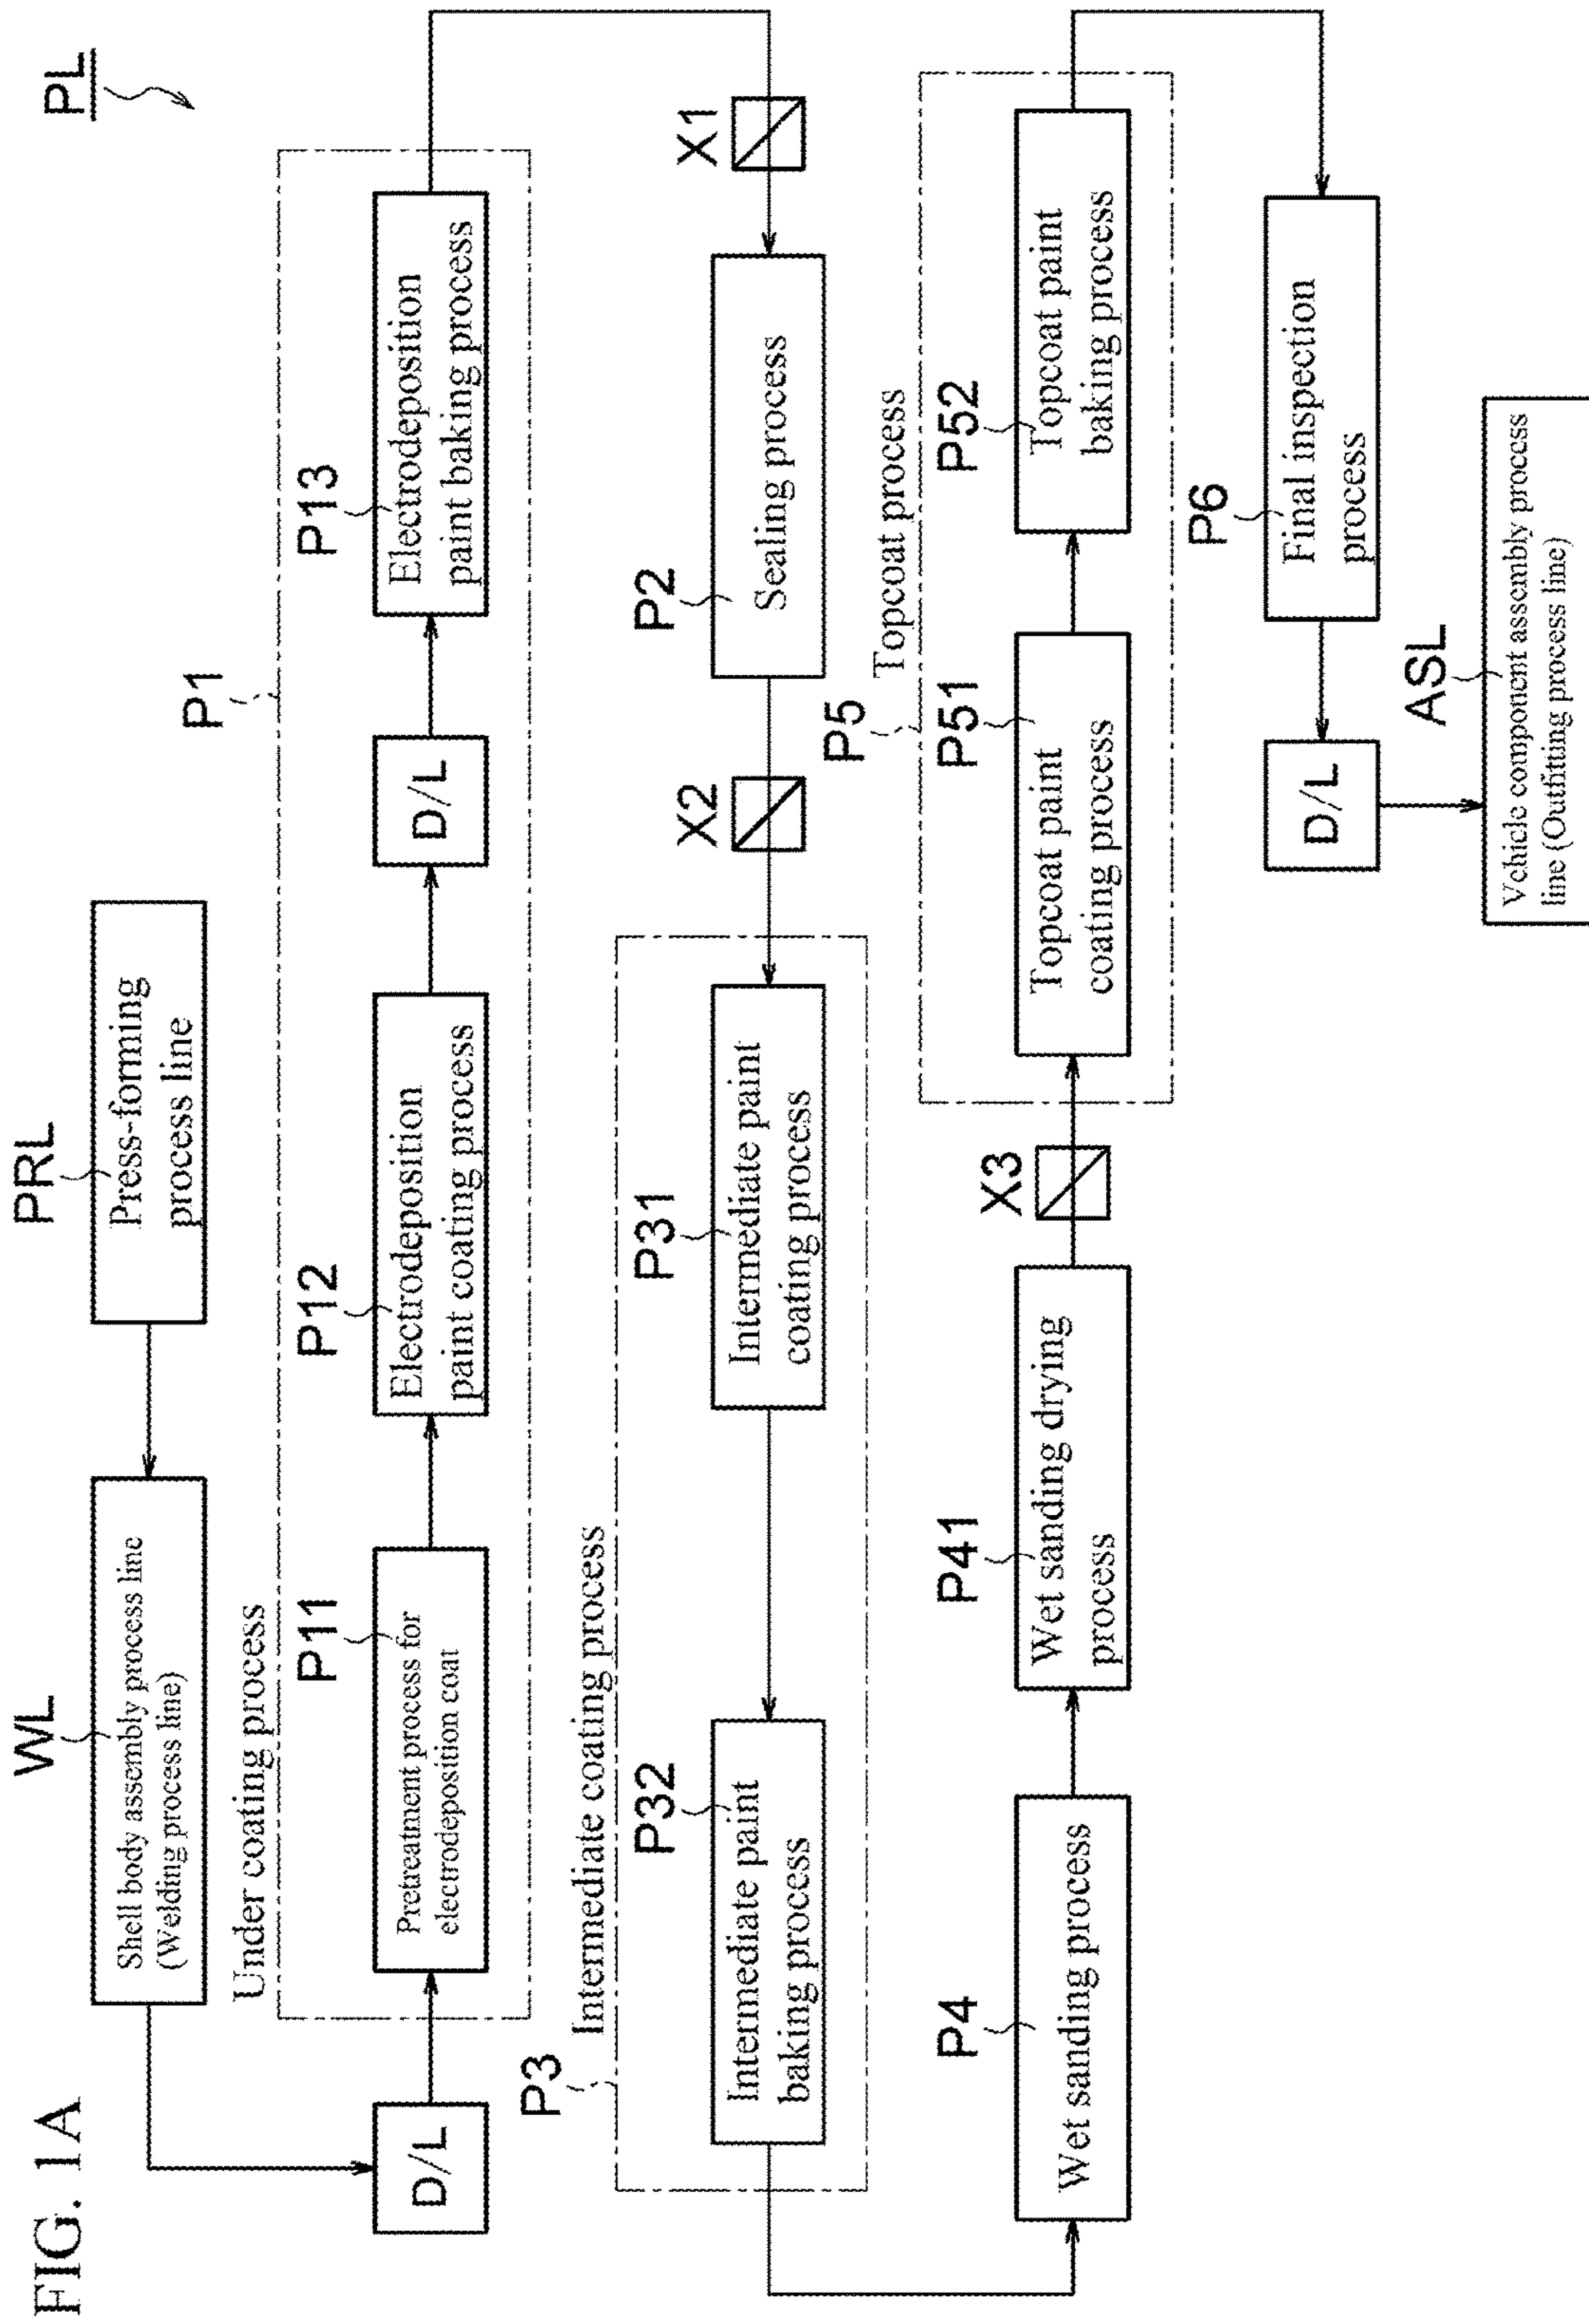 FIG. 1A
PL
WL
Shell body assembly process line
(Welding process line)
PRL
Press-forming
process line
Under coating process
P1
D/L
P11
Pretreatment process for
electrodeposition coat
P12
Electrodeposition
paint coating process
D/L
P13
Electrodeposition
paint baking process
X1
P2
Sealing process
X2
P3
Intermediate coating process
P31
Intermediate paint
coating process
P32
Intermediate paint
baking process
P4
Wet sanding process
P41
Wet sanding drying
process
X3
P5
Topcoat process
P51
Topcoat paint
coating process
P52
Topcoat paint
baking process
P6
Final inspection
process
D/L
ASL
Vehicle component assembly process
line (Outfitting process line)